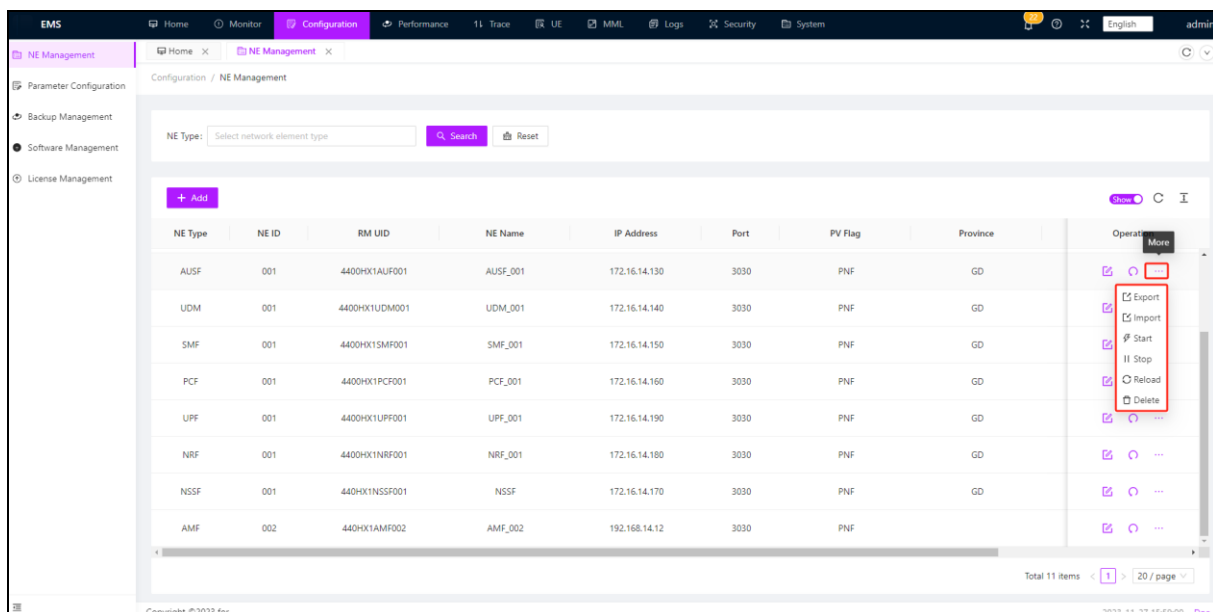 EMS Home Monitor Configuration Performance Trace UE MML Logs Security System 22 English admin
NE Management Home NE Management
Configuration / NE Management
Parameter Configuration
Backup Management
NE Type: Select network element type Search Reset
Software Management
License Management
+ Add Show
NE Type NE ID RM UID NE Name IP Address Port PV Flag Province Operation
More
AUSF 001 4400HX1AUF001 AUSF_001 172.16.14.130 3030 PNF GD
Export
UDM 001 4400HX1UDM001 UDM_001 172.16.14.140 3030 PNF GD
Import
SMF 001 4400HX1SMF001 SMF_001 172.16.14.150 3030 PNF GD Start
Stop
PCF 001 4400HX1PCF001 PCF_001 172.16.14.160 3030 PNF GD Reload
Delete
UPF 001 4400HX1UPF001 UPF_001 172.16.14.190 3030 PNF GD
NRF 001 4400HX1NRF001 NRF_001 172.16.14.180 3030 PNF GD
NSSF 001 440HX1NSSF001 NSSF 172.16.14.170 3030 PNF GD
AMF 002 440HX1AMF002 AMF_002 192.168.14.12 3030 PNF
Total 11 items < 1 > 20 / page
Copyright ©2023 for